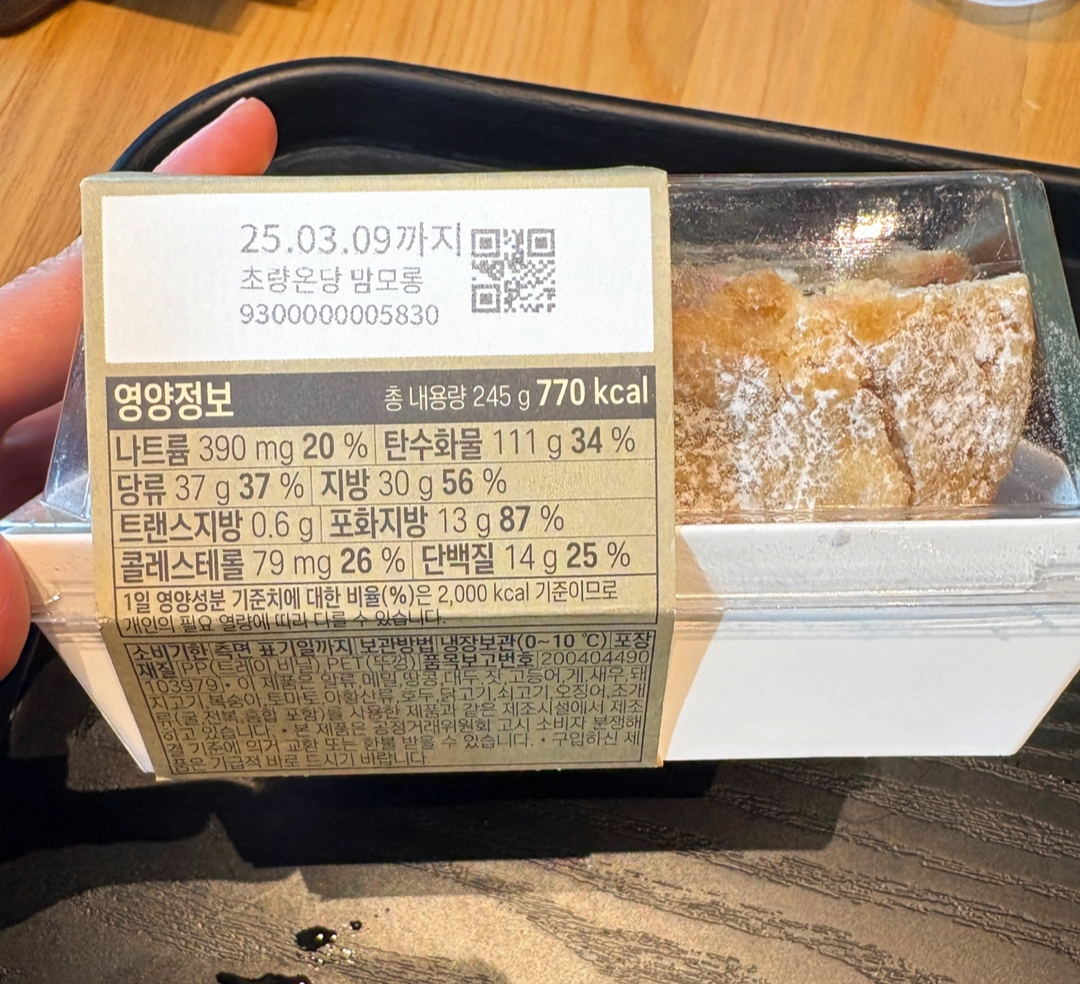 25.03.09까지
초량온당 맘모롱
9300000005830
영양정보 총 내용량 245 g 770 kcal
나트륨 390 mg 20 % 탄수화물 111 g 34 %
당류 37 g 37 % 지방 30 g 56 %
트랜스지방 0.6 g 포화지방 13 g 87 %
콜레스테롤 79 mg 26 % 단백질 14 g 25 %
1일 영양성분 기준치에 대한 비율(%)은 2,000 kcal 기준이므로
개인의 필요 열량에 따라 다를 수 있습니다.
소비기한 측면 표기일까지 보관방법 냉장보관(0~10 ℃) 포장
재질 PP(트레이,비닐),PET(뚜껑) 품목보고번호 200404490
103979) • 이 제품은 알류,메밀,땅콩,대두,잣,고등어,게,새우,돼
지고기,복숭아,토마토,아황산류,호두,닭고기,쇠고기,오징어,조개
류(굴,전복,홍합 포함)를 사용한 제품과 같은 제조시설에서 제조
하고 있습니다. • 본 제품은 공정거래위원회 고시 소비자 분쟁해
결 기준에 의거 교환 또는 환불 받을 수 있습니다. • 구입하신 제
품은 가급적 바로 드시기 바랍니다